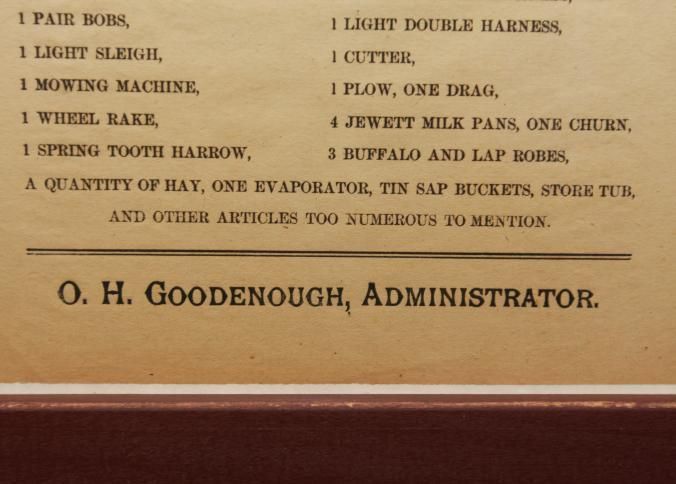 1 PAIR BOBS,
1 LIGHT SLEIGH,
1 MOWING MACHINE,
1 WHEEL RAKE,
1 SPRING TOOTH HARROW,
1 LIGHT DOUBLE HARNESS,
1 CUTTER,
1 PLOW, ONE DRAG,
4 JEWETT MILK PANS, ONE CHURN,
3 BUFFALO AND LAP ROBES,
A QUANTITY OF HAY, ONE EVAPORATOR, TIN SAP BUCKETS, STORE TUB,
AND OTHER ARTICLES TOO NUMEROUS TO MENTION.
O. H. GOODENOUGH, ADMINISTRATOR.